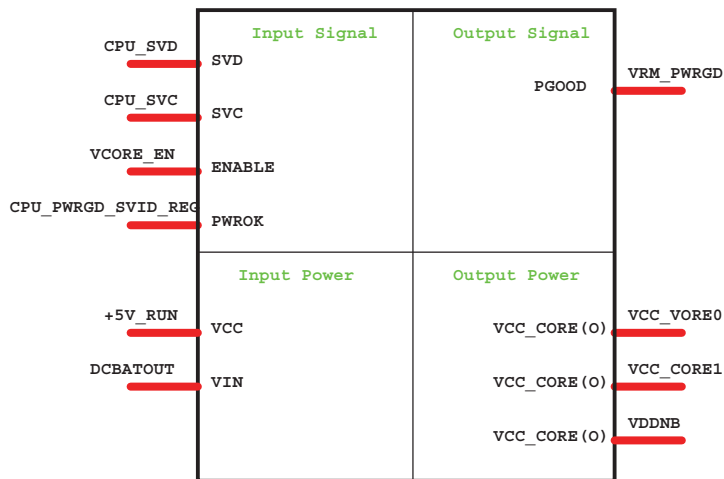 Input Signal
Output Signal
CPU_SVD
SVD
VRM_PWRGD
PGOOD
CPU_SVC
SVC
VCORE_EN
ENABLE
CPU_PWRGD_SVID_REG
PWROK
Input Power
Output Power
+5V_RUN
VCC
VCC_CORE(O)
VCC_VORE0
DCBATOUT
VIN
VCC_CORE(O)
VCC_CORE1
VCC_CORE(O)
VDDNB